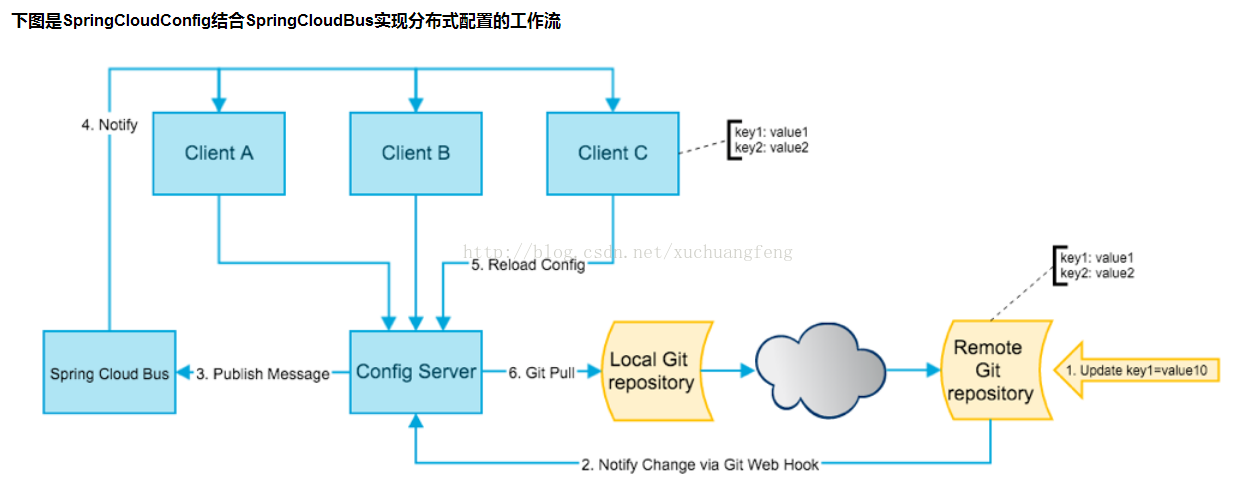 下图是SpringCloudConfig结合SpringCloudBus实现分布式配置的工作流
4. Notify
Client A
Client B
Client C
key1: value1
key2: value2
http://blog.csdn.net/xuchuangfeng
5. Reload Config
key1: value1
key2: value2
Spring Cloud Bus
3. Publish Message
Config Server
6. Git Pull
Local Git
repository
Remote
Git
repository
1. Update key1=value10
2. Notify Change via Git Web Hook